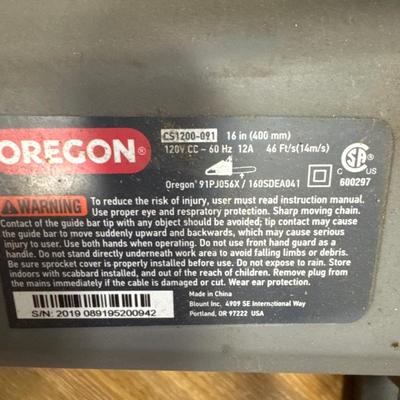 OREGON
CS1200-091 16 in (400 mm)
120V CC ~ 60 Hz 12A 46 Ft/s(14m/s)
Oregon® 91PJ056X / 160SDEA041
CSA
C US
600297
WARNING To reduce the risk of injury, user must read instruction manual.
Use proper eye and respratory protection. Sharp moving chain.
Contact of the guide bar tip with any object should be avoided; tip contact may cause
the guide bar to move suddenly upward and backwards, which may cause serious
injury to user. Use both hands when operating. Do not use front hand guard as a
handle. Do not stand directly underneath work area to avoid falling limbs or debris.
Be sure sprocket cover is properly installed. Do not expose to rain. Store
indoors with scabbard installed, and out of the reach of children. Remove plug from
the mains immediately if the cable is damaged or cut. Wear ear protection.
Made in China
Blount Inc. 4909 SE International Way
Portland, OR 97222 USA
S/N: 2019 089195200942